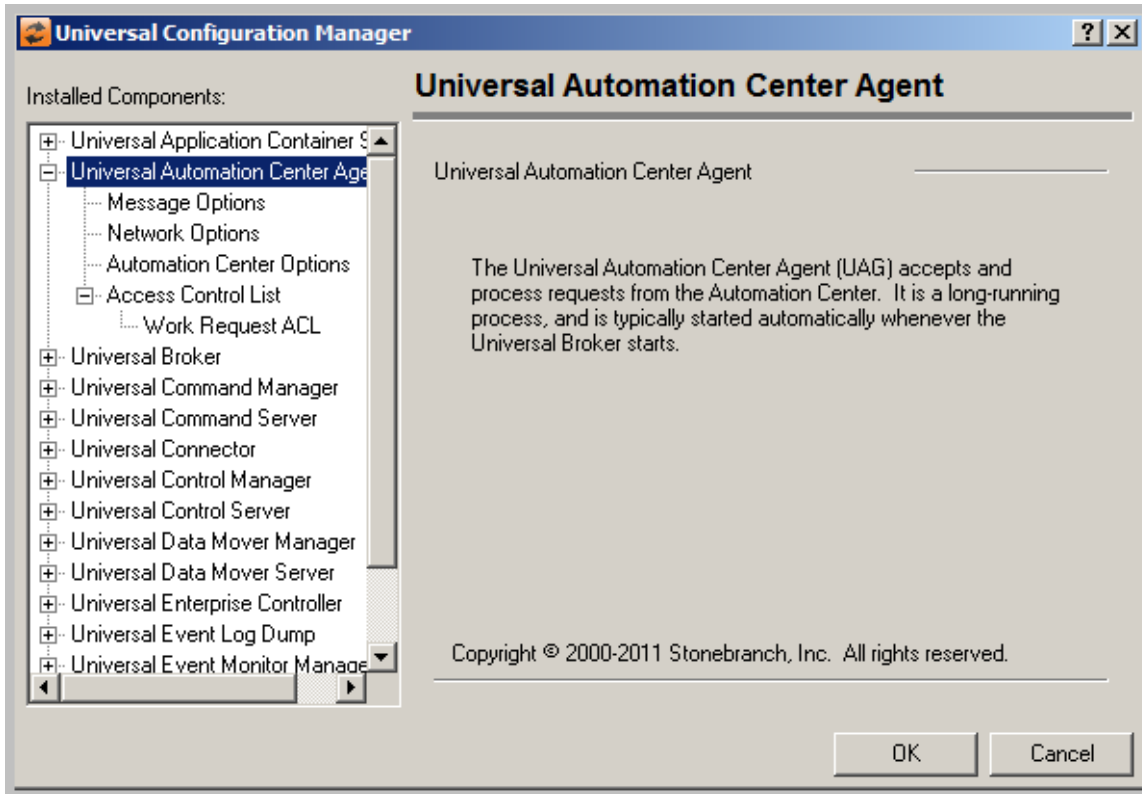 Universal Configuration Manager
Installed Components:
Universal Automation Center Agent
Universal Application Container S
Universal Automation Center Age
Message Options
Network Options
Automation Center Options
Access Control List
Work Request ACL
Universal Broker
Universal Command Manager
Universal Command Server
Universal Connector
Universal Control Manager
Universal Control Server
Universal Data Mover Manager
Universal Data Mover Server
Universal Enterprise Controller
Universal Event Log Dump
Universal Event Monitor Manage
Universal Automation Center Agent
The Universal Automation Center Agent (UAG) accepts and
process requests from the Automation Center. It is a long-running
process, and is typically started automatically whenever the
Universal Broker starts.
Copyright © 2000-2011 Stonebranch, Inc. All rights reserved.
OK
Cancel